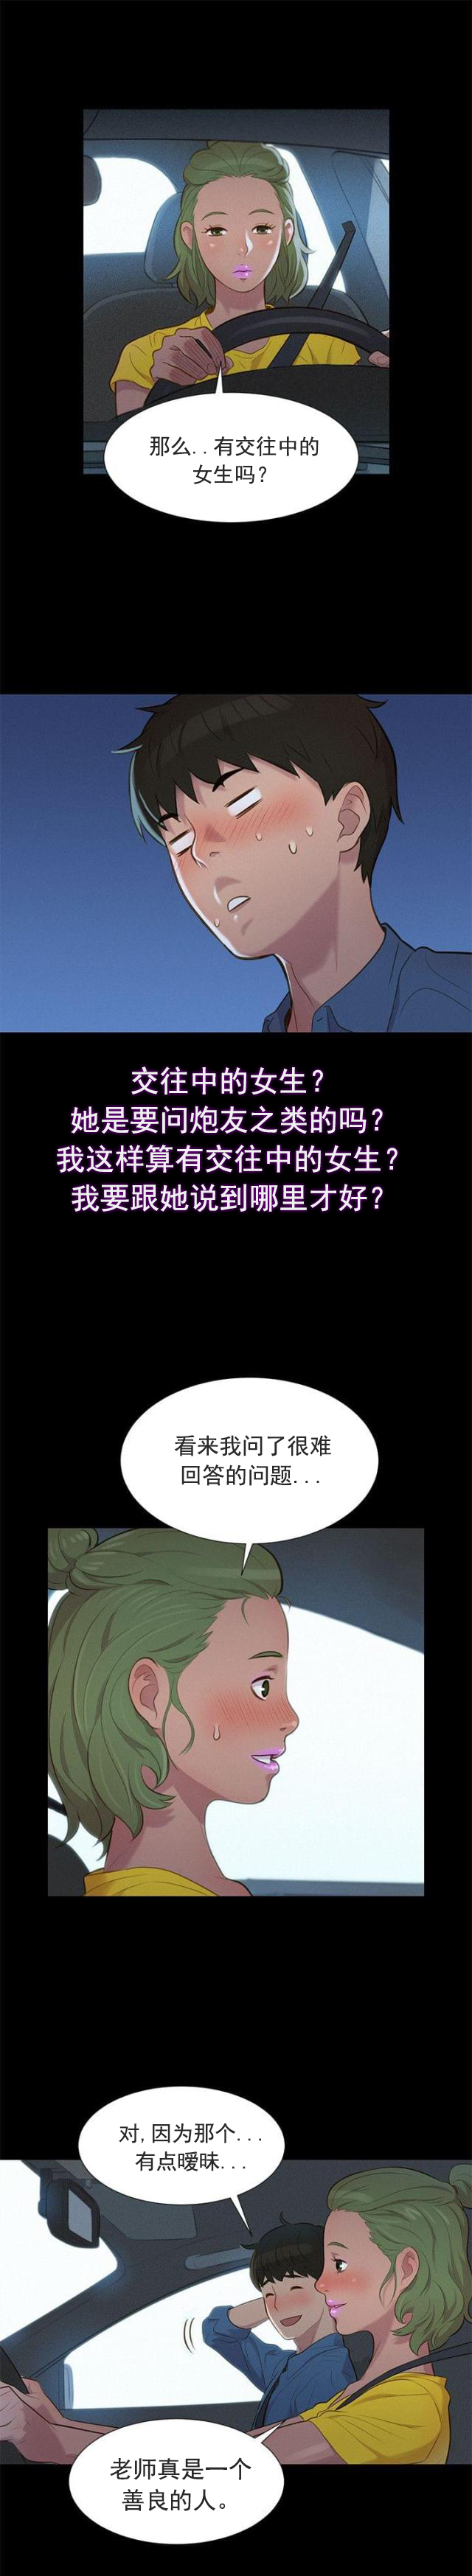 那么..有交往中的
女生吗?
交往中的女生?
她是要问炮友之类的吗?
我这样算有交往中的女生?
我要跟她说到哪里才好?
看来我问了很难
回答的问题...
对,因为那个...
有点暧昧...
老师真是一个
善良的人。